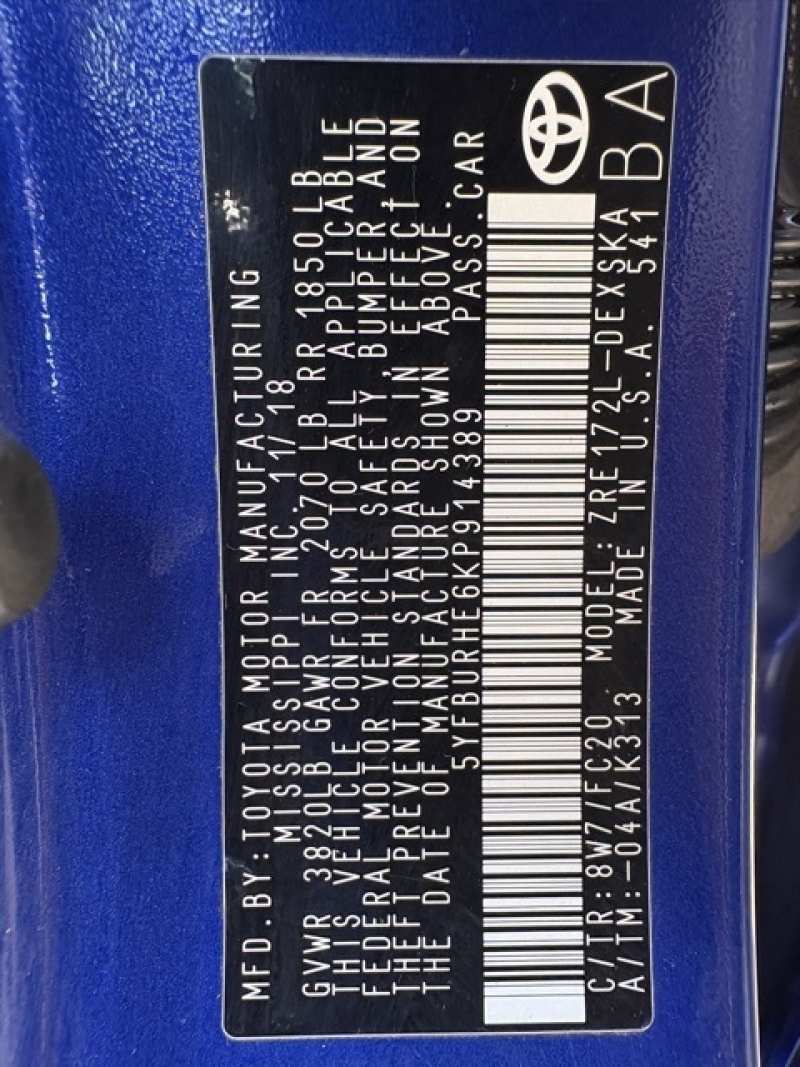 MFD.BY:TOYOTA MOTOR MANUFACTURING
MISSISSIPPI INC. 11/18
GVWR 3820LB GAWR FR 2070 LB RR 1850LB
THIS VEHICLE CONFORMS TO ALL APPLICABLE
FEDERAL MOTOR VEHICLE SAFETY, BUMPER, AND
THEFT PREVENTION STANDARDS IN EFFECT ON
THE DATE OF MANUFACTURE SHOWN ABOVE.
5YFBURHE6KP914389 PASS.CAR
C/TR:8W7/FC20 MODEL:ZRE172L-DEXSKA
A/TM:-04A/K313 MADE IN U.S.A. 541
BA